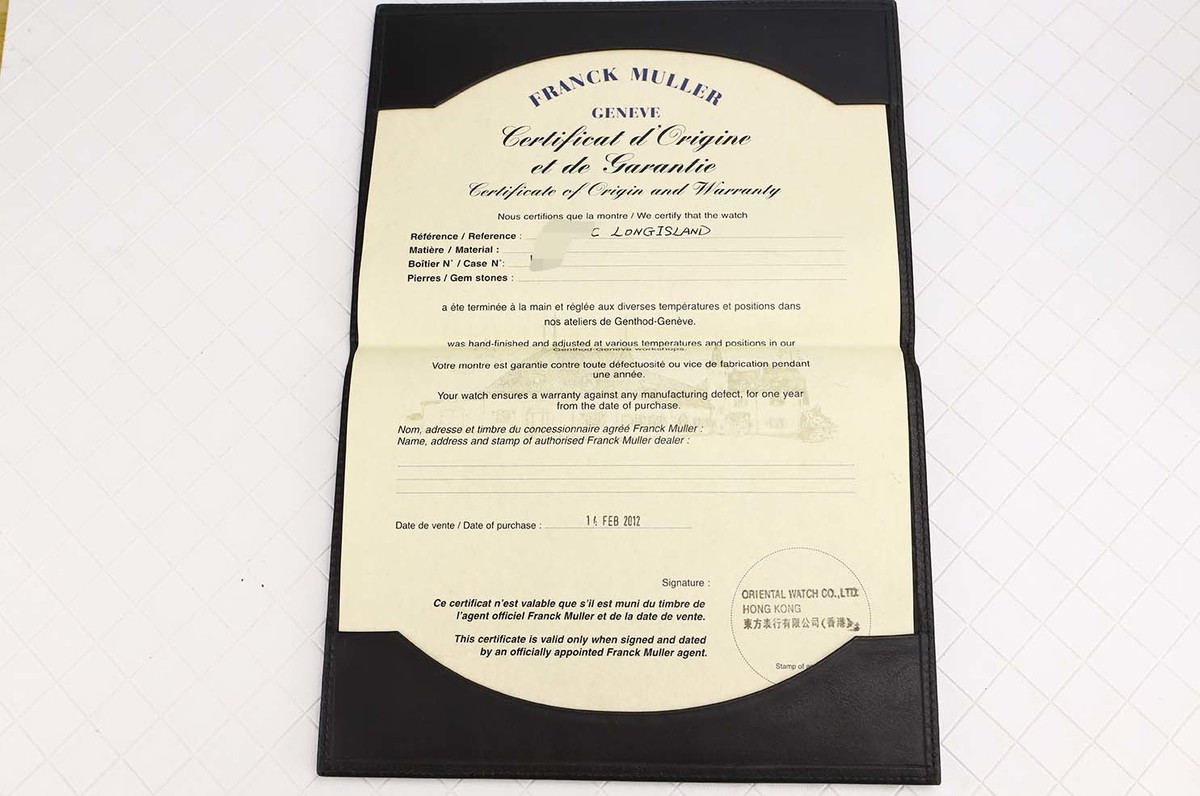 FRANCK MULLER
GENEVE
Certificat d'Origine
et de Garantie
Certificate of Origin and Warranty
Nous certifions que la montre / We certify that the watch
Référence / Reference : C LONGISLAND
Matière / Material :
Boîtier N° / Case N°:
Pierres / Gem stones :
a éte terminée à la main et réglée aux diverses températures et positions dans
nos ateliers de Genthod-Genève.
was hand-finished and adjusted at various temperatures and positions in our
Genthod-Geneva workshops.
Votre montre est garantie contre toute défectuosité ou vice de fabrication pendant
une année.
Your watch ensures a warranty against any manufacturing defect, for one year
from the date of purchase.
Nom, adresse et timbre du concessionnaire agréé Franck Muller :
Name, address and stamp of authorised Franck Muller dealer :
Date de vente / Date of purchase : 14 FEB 2012
Signature :
Ce certificat n'est valable que s'il est muni du timbre de
l'agent officiel Franck Muller et de la date de vente.
This certificate is valid only when signed and dated
by an officially appointed Franck Muller agent.
ORIENTAL WATCH CO., LTD.
HONG KONG
東方表行有限公司(香港)
Stamp of